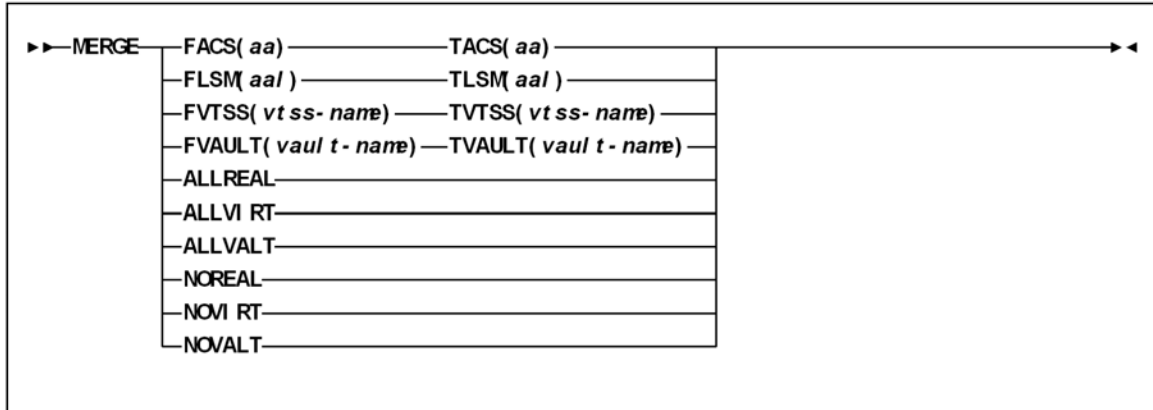 MERGE FACS(aa) TACS(aa)
FLSM(aal) TLSM(aal)
FVTSS(vtss-name) TVTSS(vtss-name)
FVAULT(vault-name) TVAULT(vault-name)
ALLREAL
ALLVIRT
ALLVALT
NOREAL
NOVIRT
NOVALT